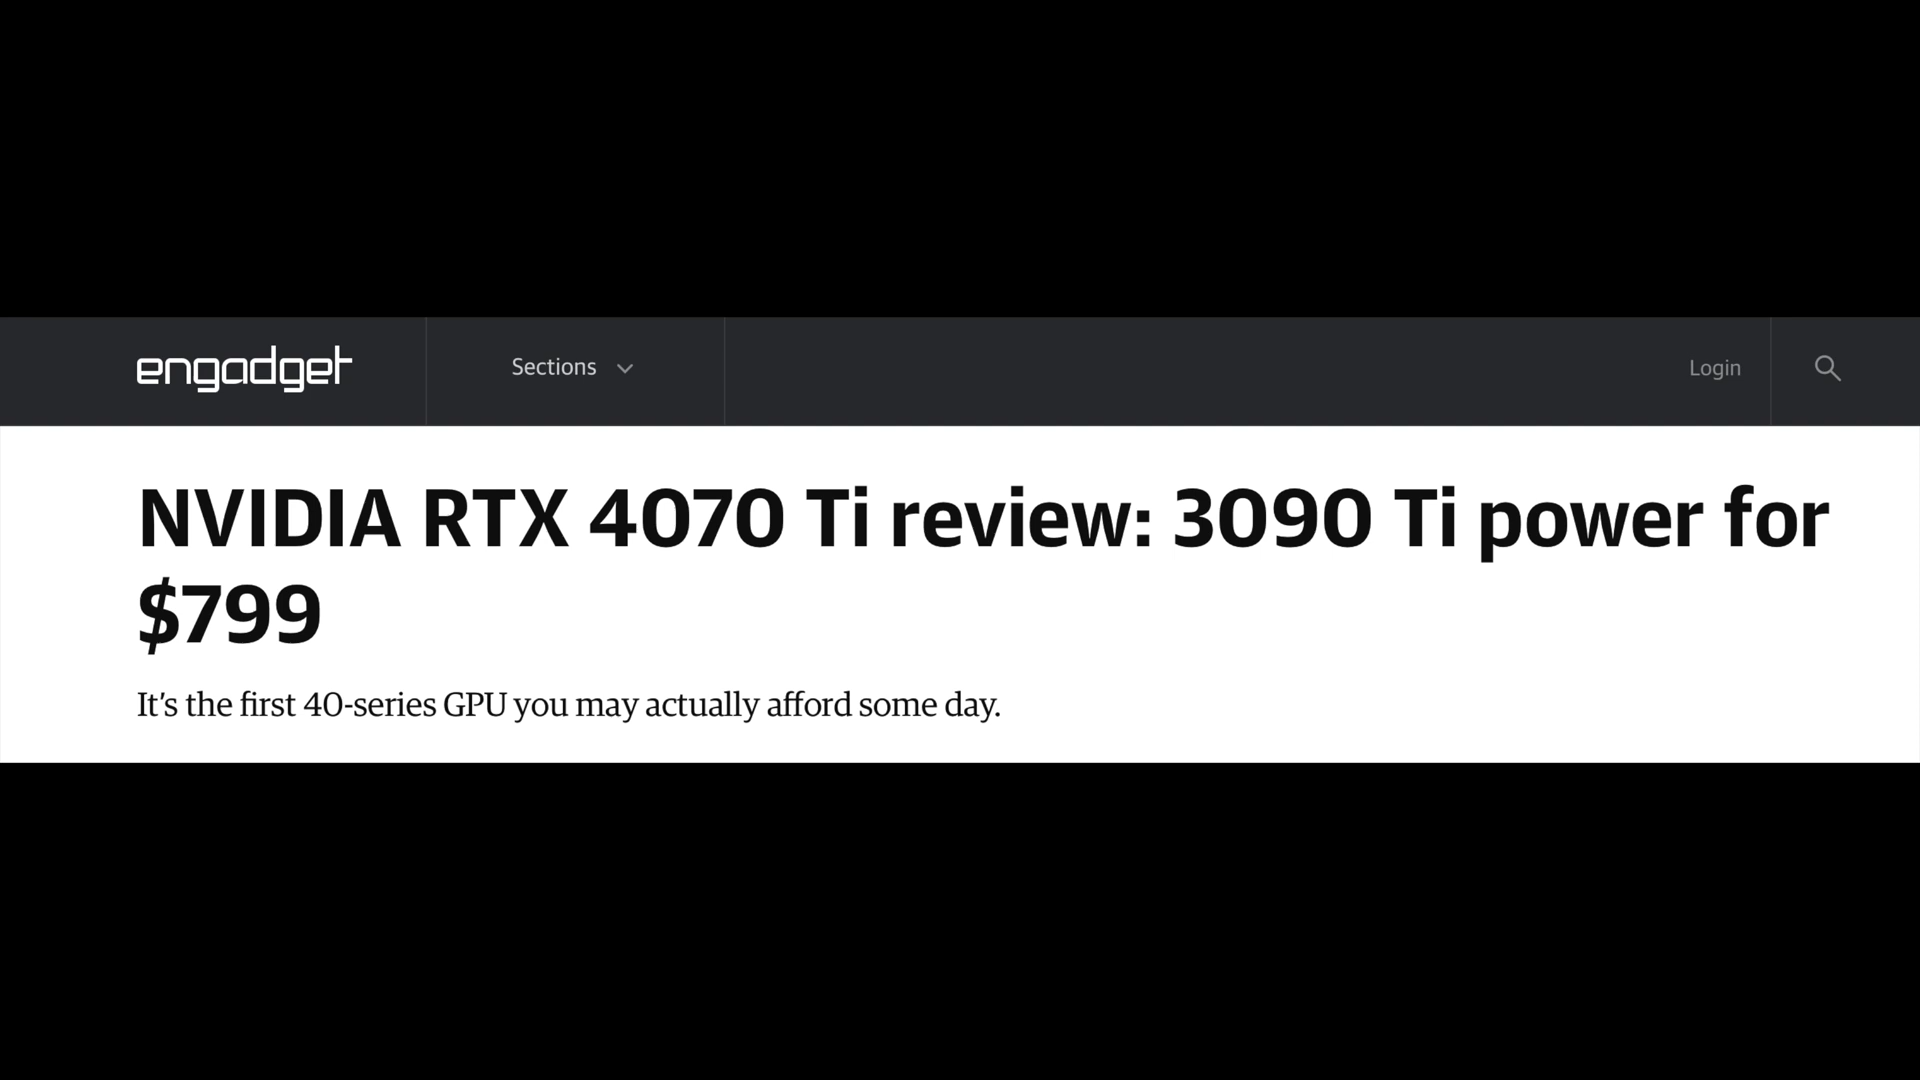 engadget
Sections
Login
NVIDIA RTX 4070 Ti review: 3090 Ti power for
$799
It’s the first 40-series GPU you may actually afford some day.